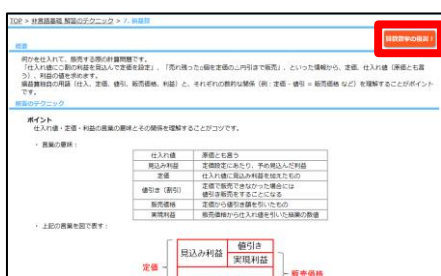 TOP > 非言語基礎 解答のテクニック > 7. 損益算
算数数学の復習！
概要
何かを仕入れて、販売する際の計算問題です。
「仕入れ値に○割の利益を見込んで定価を設定」、「売れ残った○個を定価の△円引きで販売」、といった情報から、定価、仕入れ値（原価とも言
う）、利益の値を求めます。
損益算独自の用語（仕入、定価、値引、販売価格、利益）と、それぞれの数的な関係（例：定価 - 値引 = 販売価格 など）を理解することがポイント
です。
解答のテクニック
ポイント
仕入れ値・定価・利益の言葉の意味とその関係を理解することがコツです。
・ 言葉の意味：
仕入れ値 原価とも言う
見込み利益 定価設定にあたり、予め見込んだ利益
定価 仕入れ値に見込み利益を加えたもの
値引き（割引） 定価で販売できなかった場合には
値引き販売をすることになる
販売価格 定価から値引き額を引いたもの
実現利益 販売価格から仕入れ値を引いた結果の数値
・ 上記の言葉を図で表す：
見込み利益 値引き
実現利益
定価
販売価格